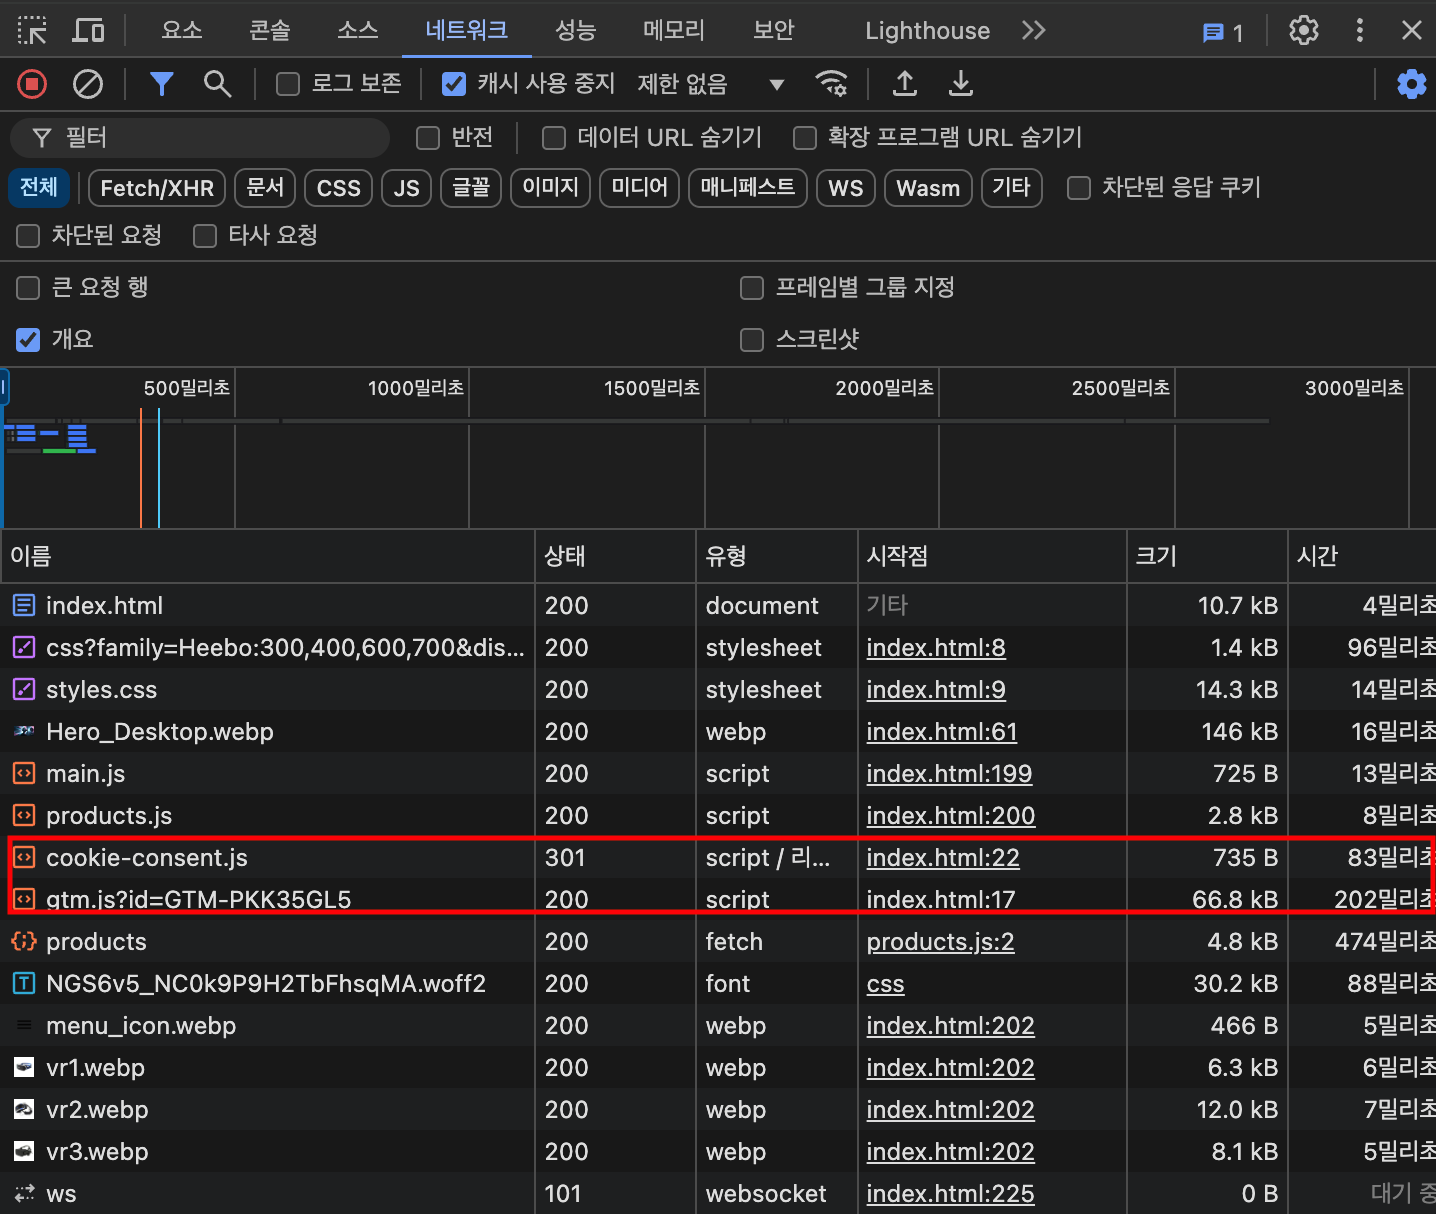 요소 콘솔 소스 네트워크 성능 메모리 보안 Lighthouse 1
로그 보존 캐시 사용 중지 제한 없음
필터 반전 데이터 URL 숨기기 확장 프로그램 URL 숨기기
전체 Fetch/XHR 문서 CSS JS 글꼴 이미지 미디어 매니페스트 WS Wasm 기타 차단된 응답 쿠키
차단된 요청 타사 요청
큰 요청 행 프레임별 그룹 지정
개요 스크린샷
500밀리초 1000밀리초 1500밀리초 2000밀리초 2500밀리초 3000밀리초
이름 상태 유형 시작점 크기 시간
index.html 200 document 기타 10.7 kB 4밀리초
css?family=Heebo:300,400,600,700&dis... 200 stylesheet index.html:8 1.4 kB 96밀리초
styles.css 200 stylesheet index.html:9 14.3 kB 14밀리초
Hero_Desktop.webp 200 webp index.html:61 146 kB 16밀리초
main.js 200 script index.html:199 725 B 13밀리초
products.js 200 script index.html:200 2.8 kB 8밀리초
cookie-consent.js 301 script / 리... index.html:22 735 B 83밀리초
gtm.js?id=GTM-PKK35GL5 200 script index.html:17 66.8 kB 202밀리초
products 200 fetch products.js:2 4.8 kB 474밀리초
NGS6v5_NC0k9P9H2TbFhsqMA.woff2 200 font css 30.2 kB 88밀리초
menu_icon.webp 200 webp index.html:202 466 B 5밀리초
vr1.webp 200 webp index.html:202 6.3 kB 6밀리초
vr2.webp 200 webp index.html:202 12.0 kB 7밀리초
vr3.webp 200 webp index.html:202 8.1 kB 5밀리초
ws 101 websocket index.html:225 0 B 대기 중